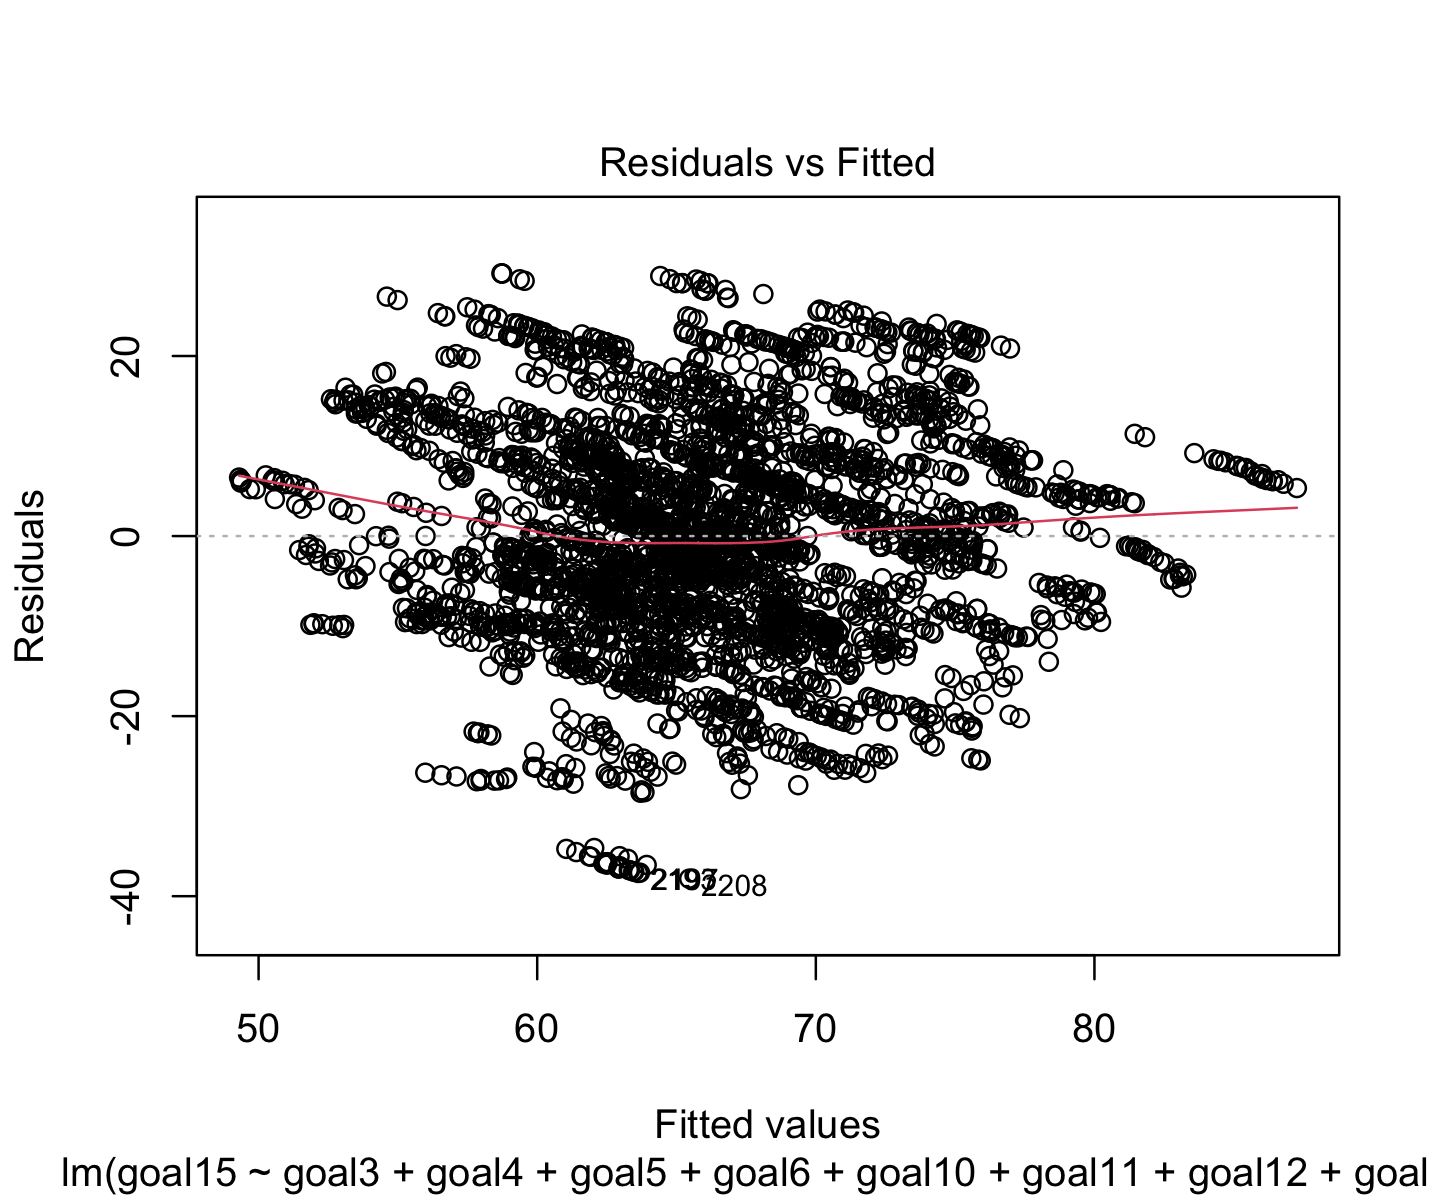 Residuals vs Fitted
Residuals
20
0
-20
-40
2208
50 60 70 80
Fitted values
lm(goal15 ~ goal3 + goal4 + goal5 + goal6 + goal10 + goal11 + goal12 + goal